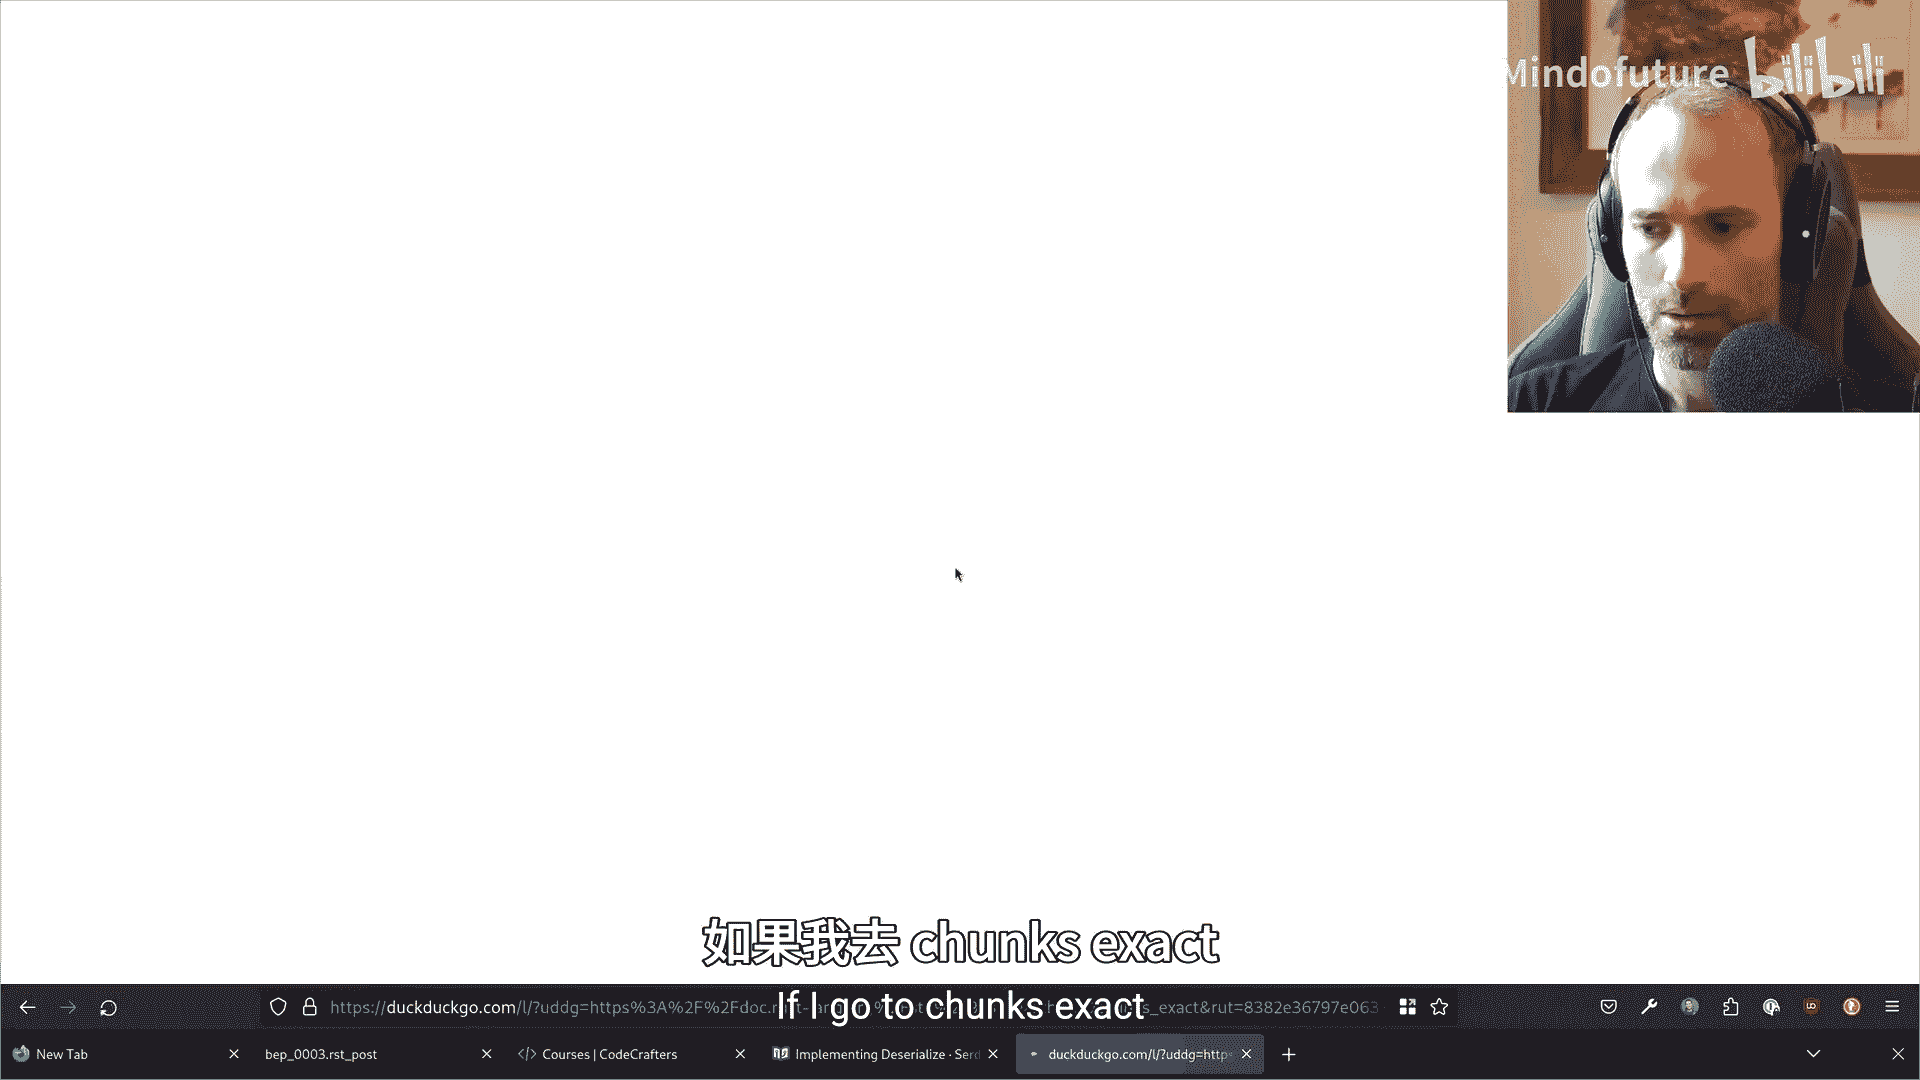 Mindofuture bilibili
如果我去 chunks exact
If I go to chunks exact
https://duckduckgo.com/l/?uddg=https%3A%2F%2Fdoc.r s_exact&rut=8382e36797e063
New Tab
bep_0003.rst_post
</> Courses | CodeCrafters
Implementing Deserialize · Serd
duckduckgo.com/l/?uddg=http